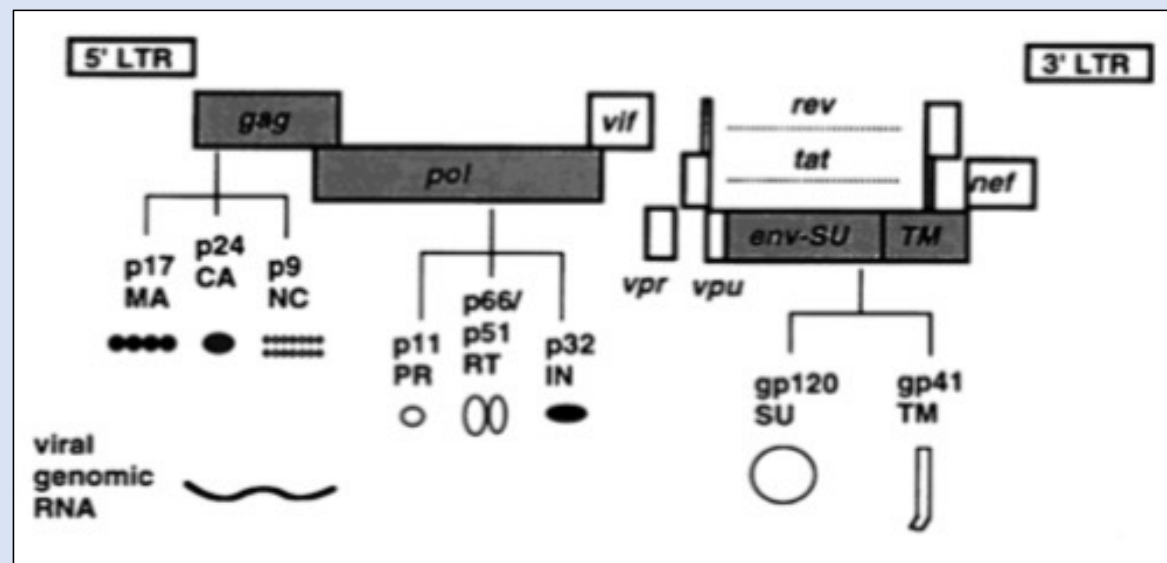 5' LTR
3' LTR
gag
vif
rev
pol
tat
nef
env-SU
TM
vpr
vpu
p17
MA
p24
CA
p9
NC
p11
PR
p66/
p51
RT
p32
IN
gp120
SU
gp41
TM
viral
genomic
RNA